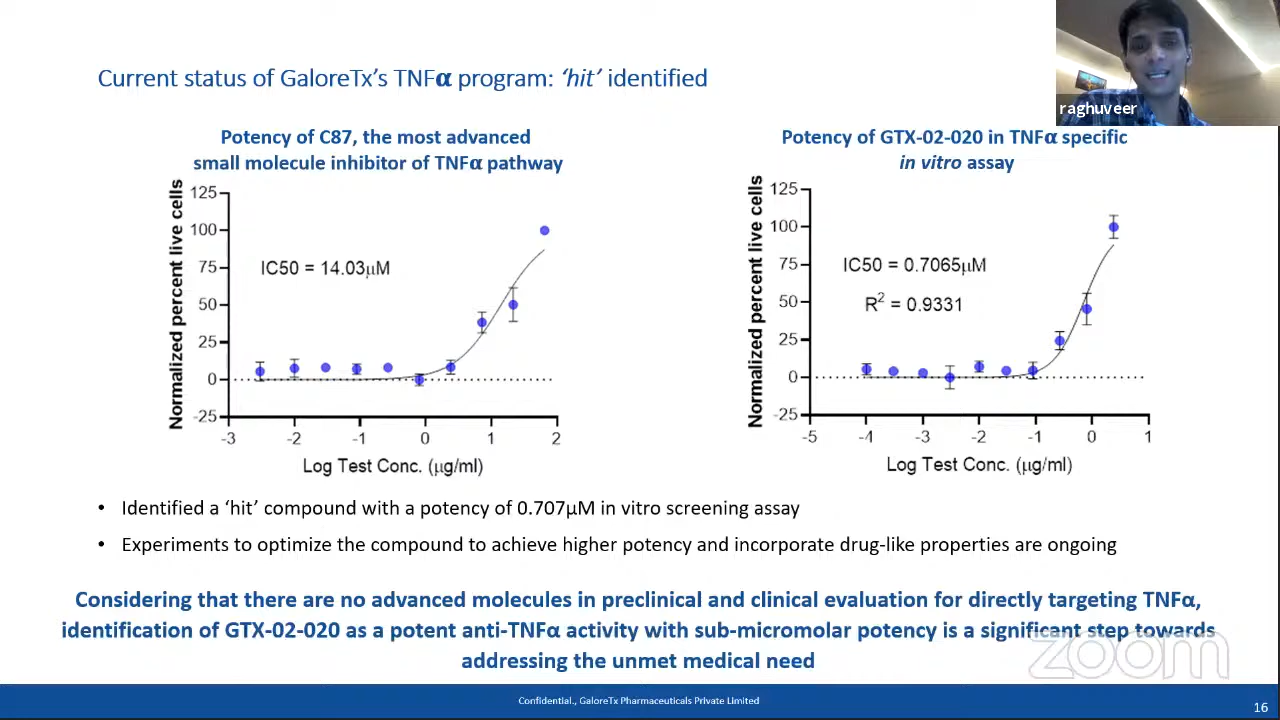 raghuveer
Current status of GaloreTx's TNFα program: 'hit' identified
Potency of C87, the most advanced
small molecule inhibitor of TNFα pathway
Normalized percent live cells
125
100
75
50
25
0
-25
IC50 = 14.03µM
-3
-2
-1
0
1
2
Log Test Conc. (µg/ml)
Potency of GTX-02-020 in TNFα specific
in vitro assay
Normalized percent live cells
125
100
75
50
25
0
-25
IC50 = 0.7065µM
R² = 0.9331
-5
-4
-3
-2
-1
0
1
Log Test Conc. (µg/ml)
• Identified a 'hit' compound with a potency of 0.707µM in vitro screening assay
• Experiments to optimize the compound to achieve higher potency and incorporate drug-like properties are ongoing
Considering that there are no advanced molecules in preclinical and clinical evaluation for directly targeting TNFα,
identification of GTX-02-020 as a potent anti-TNFα activity with sub-micromolar potency is a significant step towards
addressing the unmet medical need
zoom
Confidential., GaloreTx Pharmaceuticals Private Limited
16